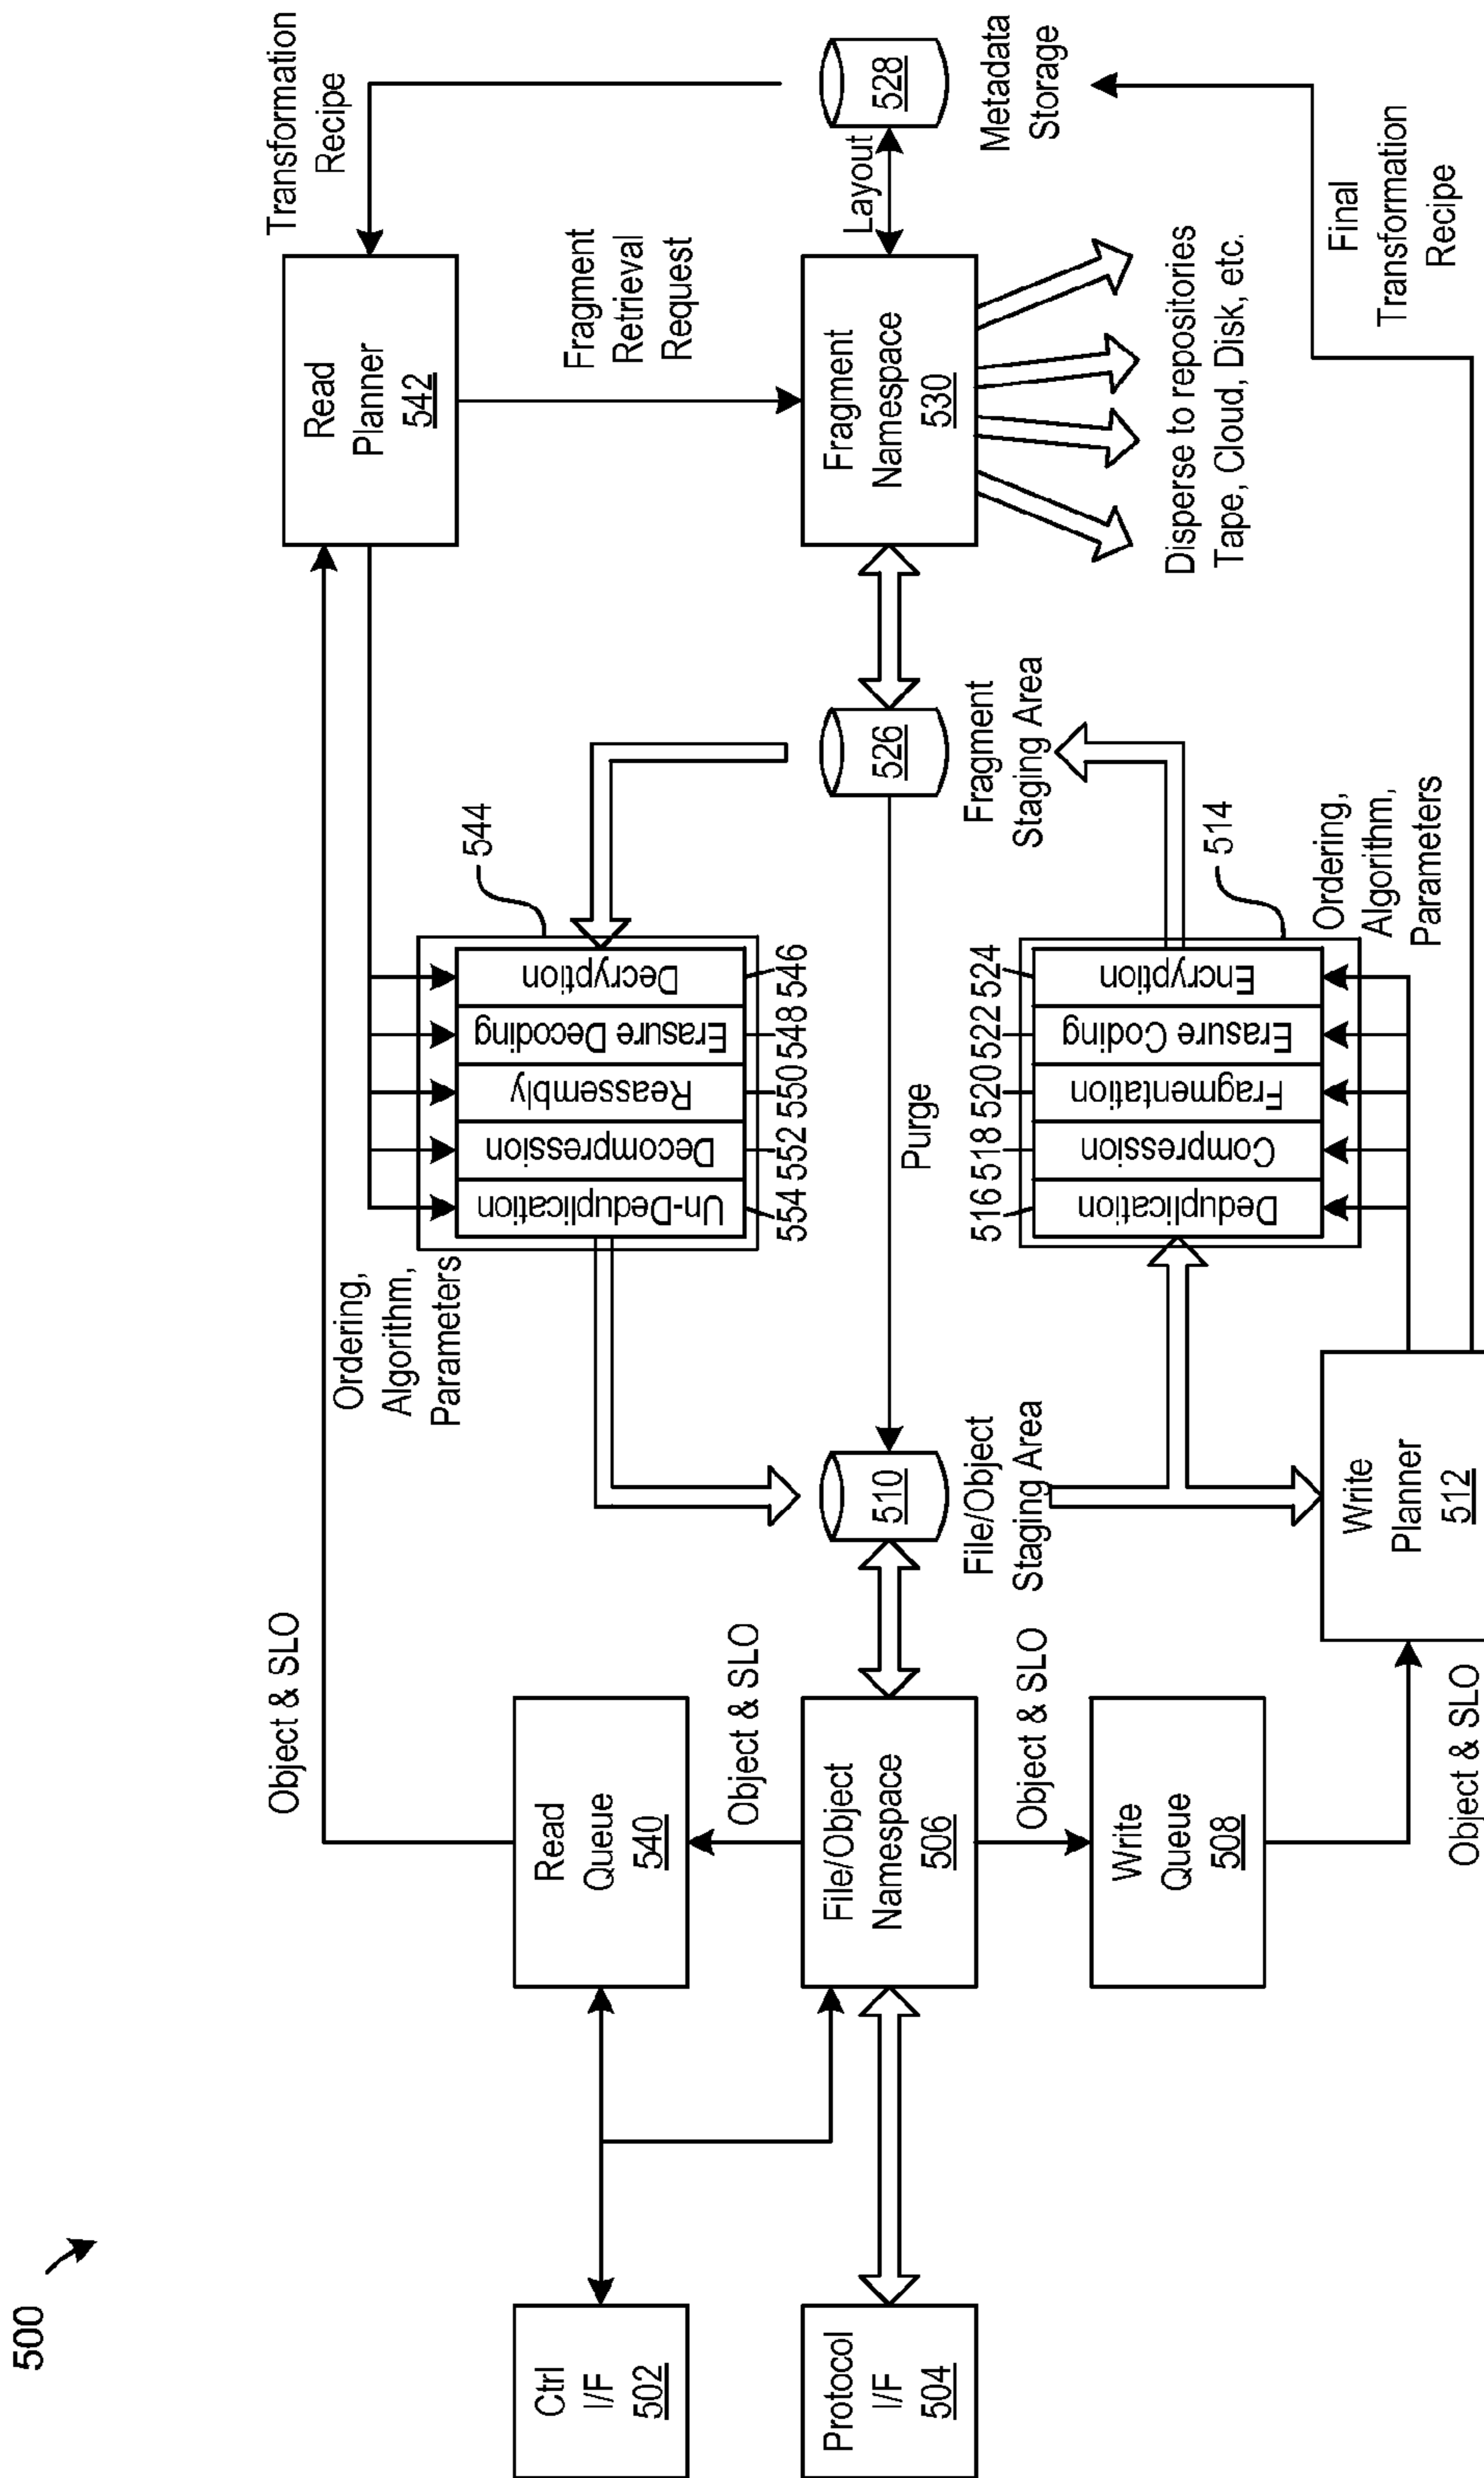 500
Ctrl
I/F
502
Protocol
I/F
504
Object & SLO
Read
Queue
540
Object & SLO
File/Object
Namespace
506
Object & SLO
Write
Queue
508
Object & SLO
Ordering,
Algorithm,
Parameters
510
File/Object
Staging Area
Write
Planner
512
544
Un-Deduplication
Decompression
Reassembly
Erasure Decoding
Decryption
554 552 550 548 546
Purge
516 518 520 522 524
Deduplication
Compression
Fragmentation
Erasure Coding
Encryption
514
Ordering,
Algorithm,
Parameters
526
Fragment
Staging Area
Read
Planner
542
Transformation
Recipe
Fragment
Retrieval
Request
Fragment
Namespace
530
Layout
528
Metadata
Storage
Disperse to repositories
Tape, Cloud, Disk, etc.
Final
Transformation
Recipe